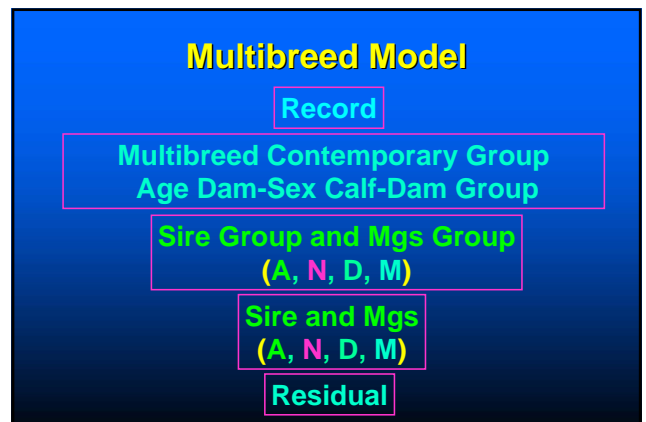 Multibreed Model
Record
Multibreed Contemporary Group
Age Dam-Sex Calf-Dam Group
Sire Group and Mgs Group
(A, N, D, M)
Sire and Mgs
(A, N, D, M)
Residual